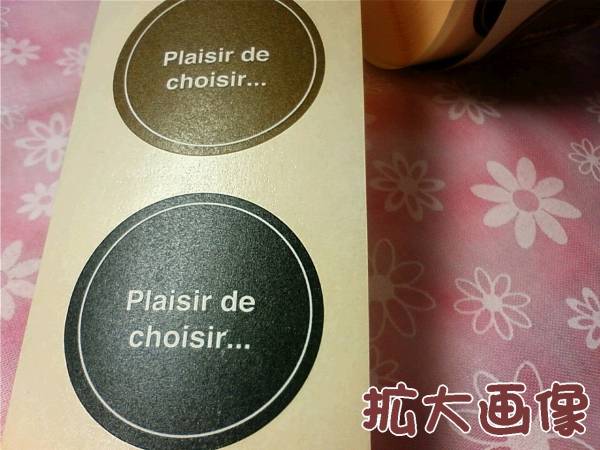 Plaisir de
choisir...
Plaisir de
choisir...
拡大画像